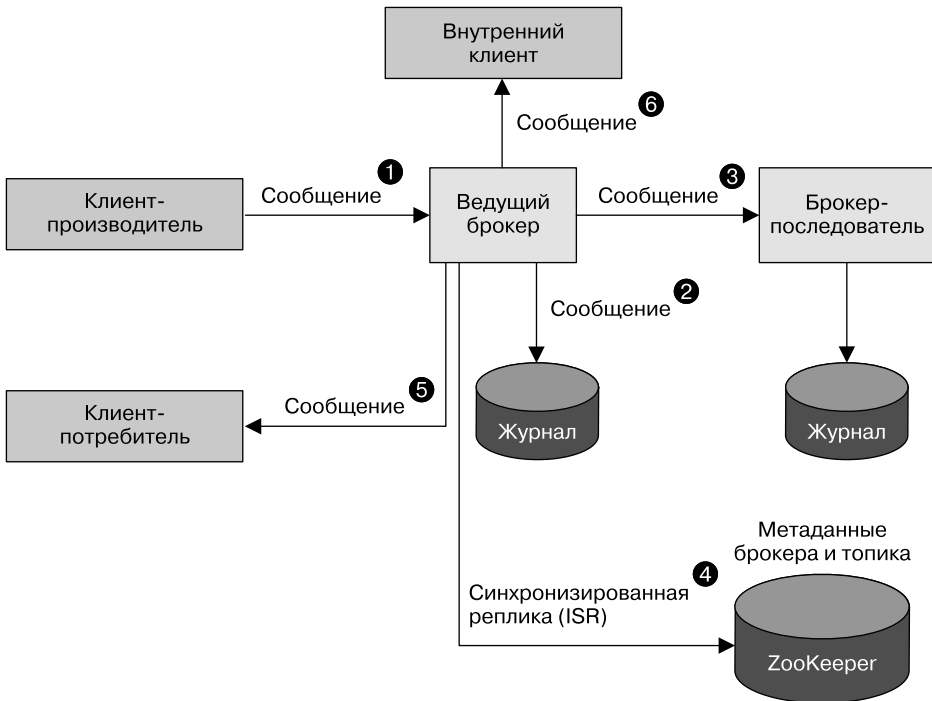 Внутренний
клиент
Сообщение 6
Клиент-
производитель
Сообщение 1
Ведущий
брокер
Сообщение 3
Брокер-
последователь
Сообщение 2
Журнал
Журнал
Клиент-
потребитель
Сообщение 5
Синхронизированная 4
реплика (ISR)
Метаданные
брокера и топика
ZooKeeper